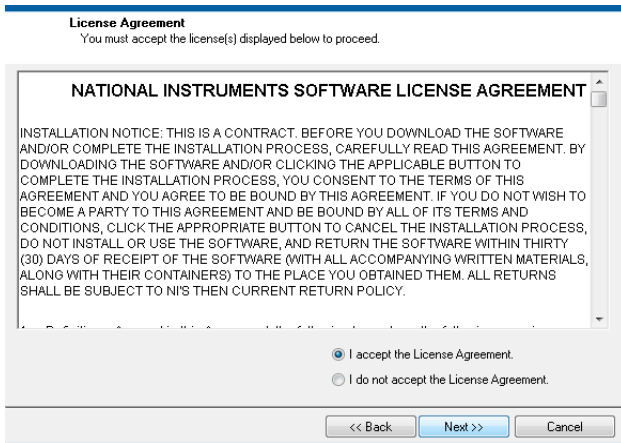 License Agreement
You must accept the license(s) displayed below to proceed.
NATIONAL INSTRUMENTS SOFTWARE LICENSE AGREEMENT
INSTALLATION NOTICE: THIS IS A CONTRACT. BEFORE YOU DOWNLOAD THE SOFTWARE
AND/OR COMPLETE THE INSTALLATION PROCESS, CAREFULLY READ THIS AGREEMENT. BY
DOWNLOADING THE SOFTWARE AND/OR CLICKING THE APPLICABLE BUTTON TO
COMPLETE THE INSTALLATION PROCESS, YOU CONSENT TO THE TERMS OF THIS
AGREEMENT AND YOU AGREE TO BE BOUND BY THIS AGREEMENT. IF YOU DO NOT WISH TO
BECOME A PARTY TO THIS AGREEMENT AND BE BOUND BY ALL OF ITS TERMS AND
CONDITIONS, CLICK THE APPROPRIATE BUTTON TO CANCEL THE INSTALLATION PROCESS,
DO NOT INSTALL OR USE THE SOFTWARE, AND RETURN THE SOFTWARE WITHIN THIRTY
(30) DAYS OF RECEIPT OF THE SOFTWARE (WITH ALL ACCOMPANYING WRITTEN MATERIALS,
ALONG WITH THEIR CONTAINERS) TO THE PLACE YOU OBTAINED THEM. ALL RETURNS
SHALL BE SUBJECT TO NI'S THEN CURRENT RETURN POLICY.
I accept the License Agreement.
I do not accept the License Agreement.
<< Back
Next >>
Cancel